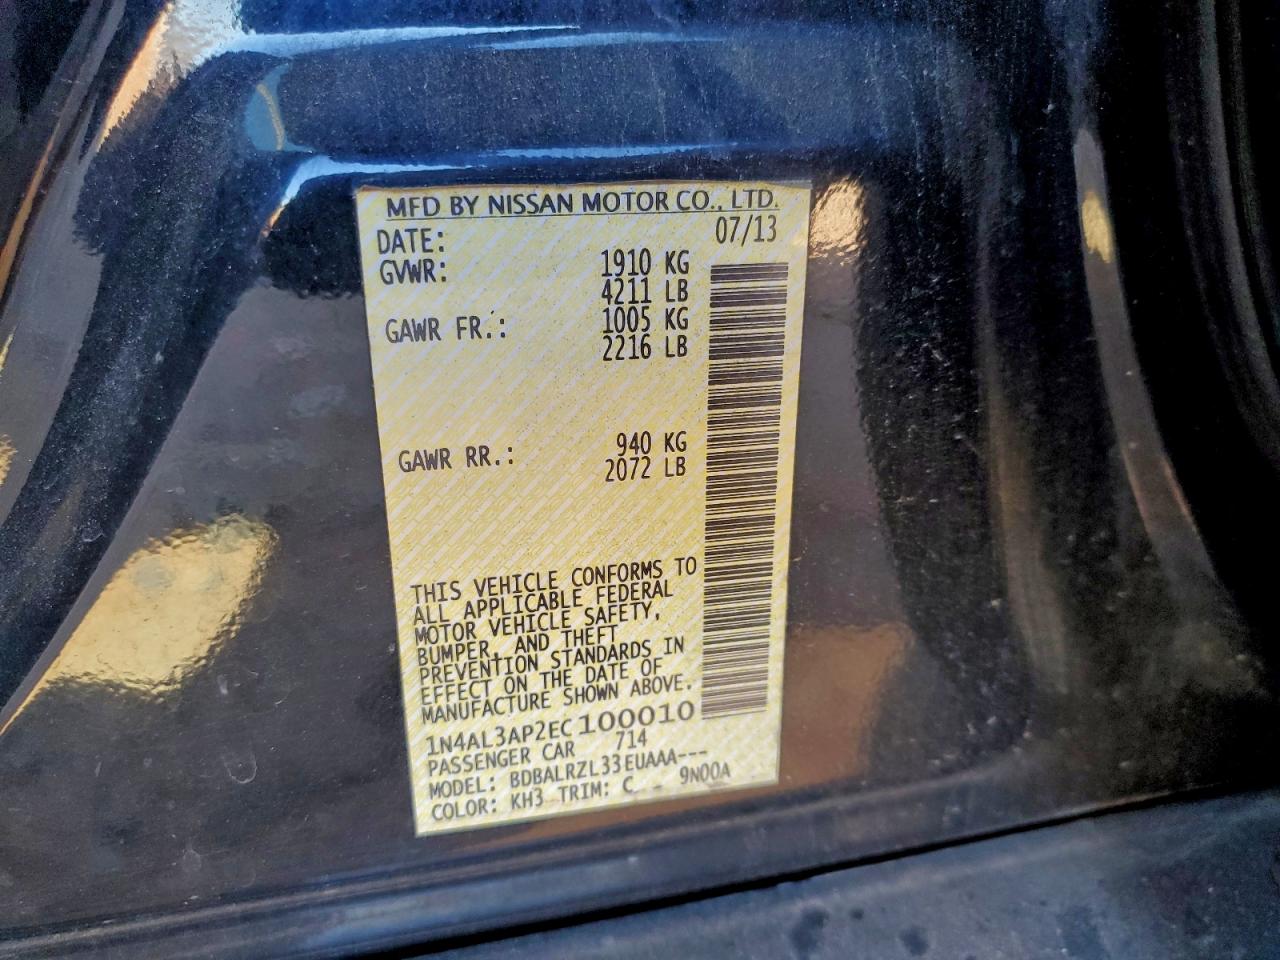 MFD BY NISSAN MOTOR CO., LTD.
DATE: 07/13
GVWR: 1910 KG
4211 LB
GAWR FR.: 1005 KG
2216 LB
GAWR RR.: 940 KG
2072 LB
THIS VEHICLE CONFORMS TO
ALL APPLICABLE FEDERAL
MOTOR VEHICLE SAFETY,
BUMPER, AND THEFT
PREVENTION STANDARDS IN
EFFECT ON THE DATE OF
MANUFACTURE SHOWN ABOVE.
1N4AL3AP2EC100010
PASSENGER CAR 714
MODEL: BDBALRZL33EUAAA---
COLOR: KH3 TRIM: C 9N00A